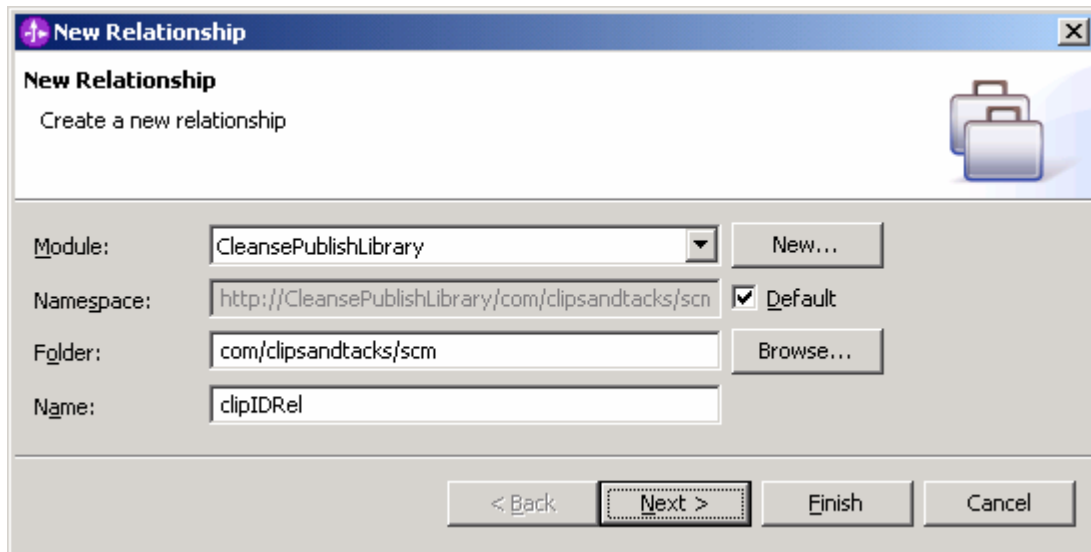 New Relationship
New Relationship
Create a new relationship
Module: CleansePublishLibrary New...
Namespace: http://CleansePublishLibrary/com/clipsandtacks/scm Default
Folder: com/clipsandtacks/scm Browse...
Name: clipIDRel
< Back Next > Finish Cancel